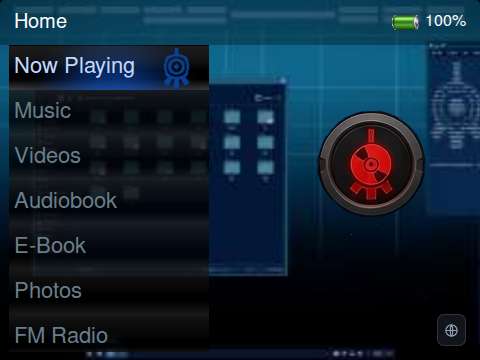 Home
100%
Now Playing
Music
Videos
Audiobook
E-Book
Photos
FM Radio